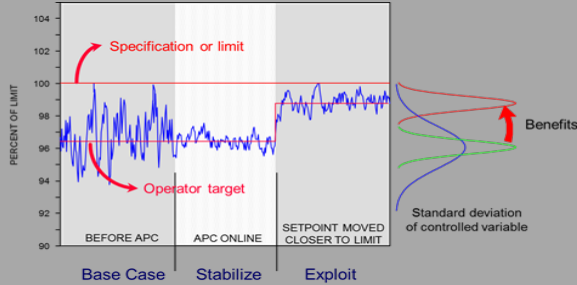 PERCENT OF LIMIT
104
102
100
98
96
94
92
90
Specification or limit
Operator target
BEFORE APC
APC ONLINE
SETPOINT MOVED
CLOSER TO LIMIT
Base Case
Stabilize
Exploit
Benefits
Standard deviation
of controlled variable